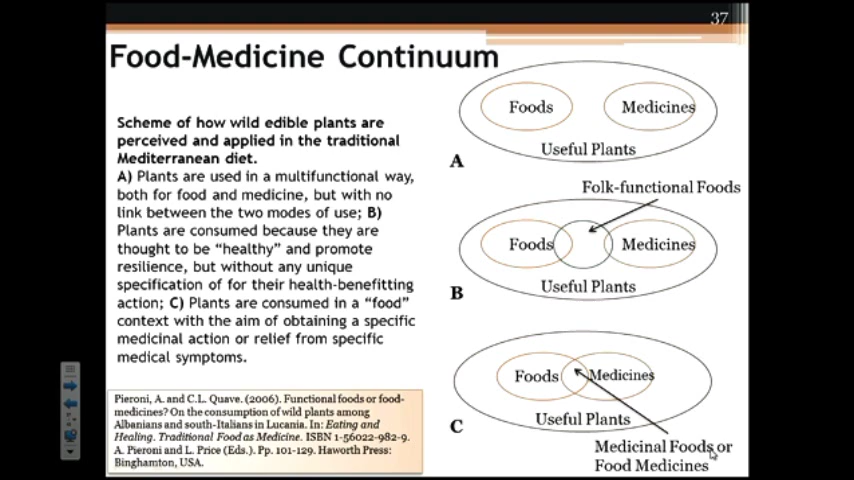 37
Food-Medicine Continuum
Scheme of how wild edible plants are
perceived and applied in the traditional
Mediterranean diet.
A) Plants are used in a multifunctional way,
both for food and medicine, but with no
link between the two modes of use; B)
Plants are consumed because they are
thought to be “healthy” and promote
resilience, but without any unique
specification of for their health-benefitting
action; C) Plants are consumed in a “food”
context with the aim of obtaining a specific
medicinal action or relief from specific
medical symptoms.
Pieroni, A. and C.L. Quave. (2006). Functional foods or food-
medicines? On the consumption of wild plants among
Albanians and south-Italians in Lucania. In: Eating and
Healing. Traditional Food as Medicine. ISBN 1-56022-982-9.
A. Pieroni and L. Price (Eds.). Pp. 101-129. Haworth Press:
Binghamton, USA.
Foods Medicines
Useful Plants
A
Folk-functional Foods
Foods Medicines
Useful Plants
B
Foods Medicines
Useful Plants
C
Medicinal Foods or
Food Medicines